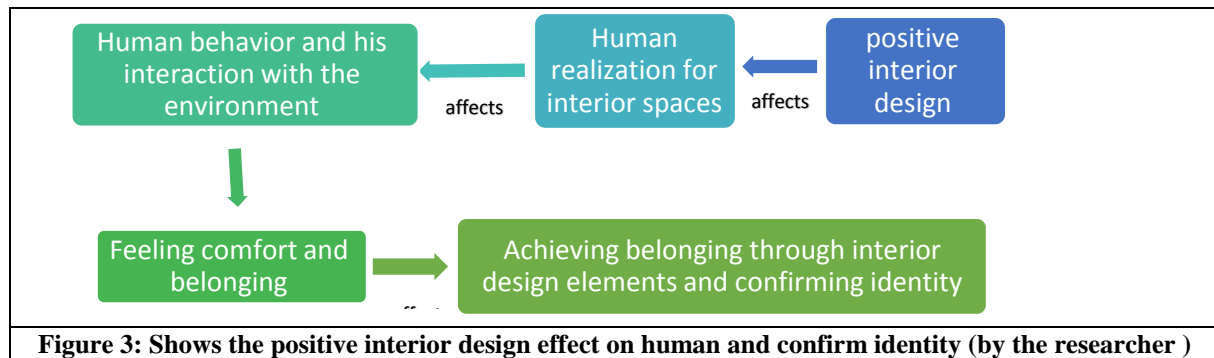 positive
interior
design
affects
Human
realization for
interior spaces
affects
Human behavior and his
interaction with the
environment
Feeling comfort and
belonging
Achieving belonging through interior
design elements and confirming identity
Figure 3: Shows the positive interior design effect on human and confirm identity (by the researcher )